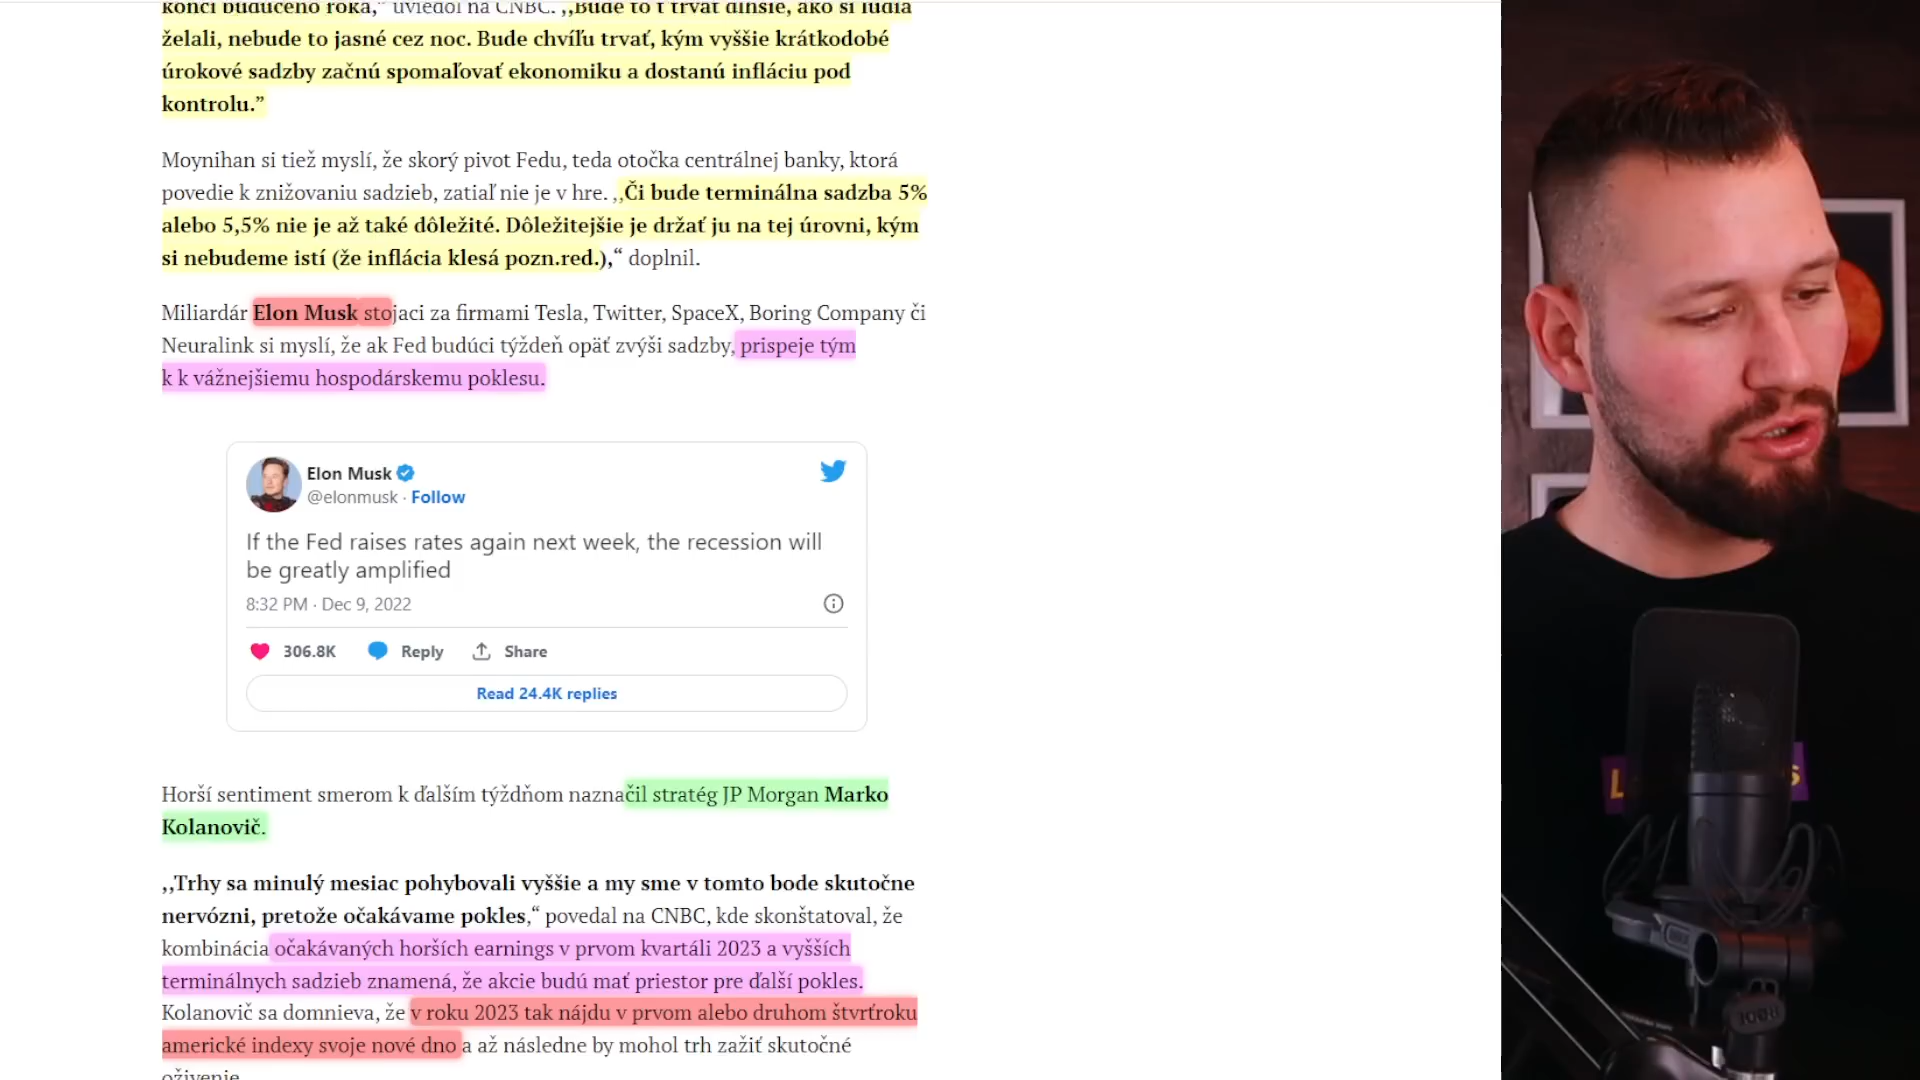 konci budúceho roka,“ uviedol na CNBC. ,,Bude to t trvať dlhšie, ako si ľudia
želali, nebude to jasné cez noc. Bude chvíľu trvať, kým vyššie krátkodobé
úrokové sadzby začnú spomaľovať ekonomiku a dostanú infláciu pod
kontrolu.”
Moynihan si tiež myslí, že skorý pivot Fedu, teda otočka centrálnej banky, ktorá
povedie k znižovaniu sadzieb, zatiaľ nie je v hre. ,,Či bude terminálna sadzba 5%
alebo 5,5% nie je až také dôležité. Dôležitejšie je držať ju na tej úrovni, kým
si nebudeme istí (že inflácia klesá pozn.red.),“ doplnil.
Miliardár Elon Musk stojaci za firmami Tesla, Twitter, SpaceX, Boring Company či
Neuralink si myslí, že ak Fed budúci týždeň opäť zvýši sadzby, prispeje tým
k k vážnejšiemu hospodárskemu poklesu.
Elon Musk
@elonmusk · Follow
If the Fed raises rates again next week, the recession will
be greatly amplified
8:32 PM · Dec 9, 2022
306.8K Reply Share
Read 24.4K replies
Horší sentiment smerom k ďalším týždňom naznačil stratég JP Morgan Marko
Kolanovič.
,,Trhy sa minulý mesiac pohybovali vyššie a my sme v tomto bode skutočne
nervózni, pretože očakávame pokles,“ povedal na CNBC, kde skonštatoval, že
kombinácia očakávaných horších earnings v prvom kvartáli 2023 a vyšších
terminálnych sadzieb znamená, že akcie budú mať priestor pre ďalší pokles.
Kolanovič sa domnieva, že v roku 2023 tak nájdu v prvom alebo druhom štvrťroku
americké indexy svoje nové dno a až následne by mohol trh zažiť skutočné
oživenie.